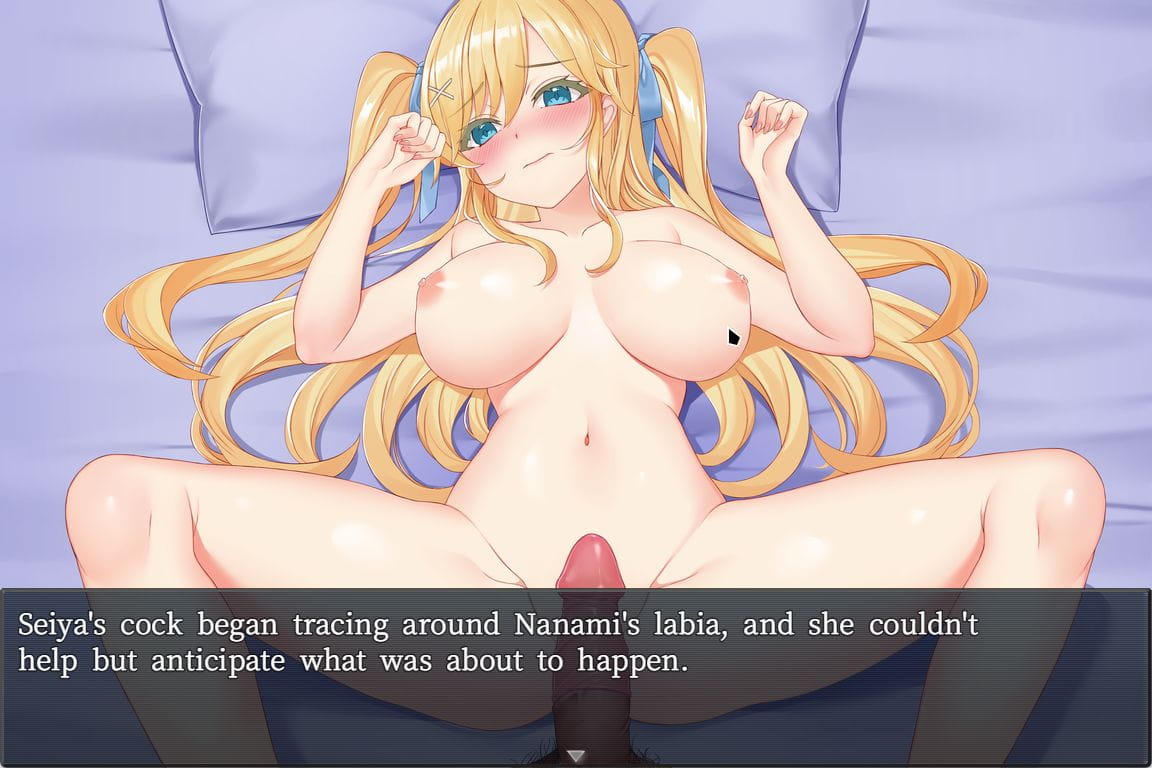 Seiya's cock began tracing around Nanami's labia, and she couldn't
help but anticipate what was about to happen.